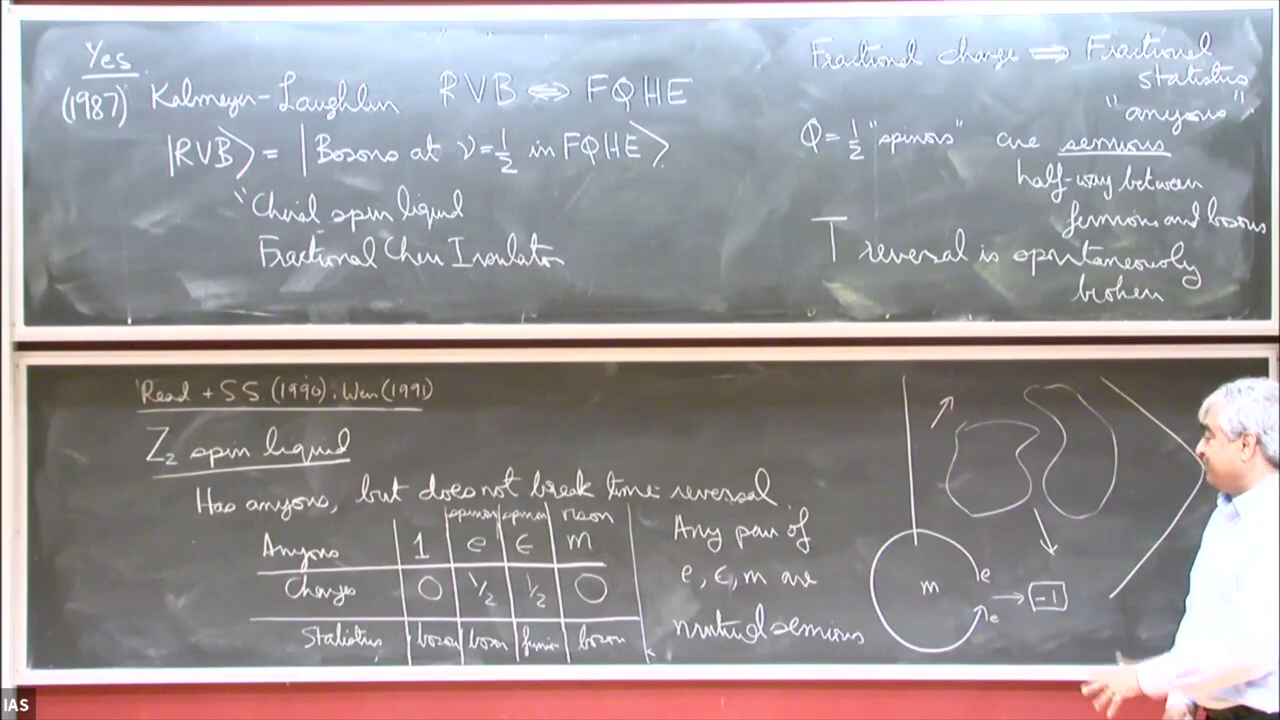 Yes
(1987) Kalmeyer-Laughlin RVB ⟺ FQHE
|RVB⟩ = | Bosons at ν=1/2 in FQHE ⟩
"Chiral spin liquid
Fractional Chern Insulator
Fractional charge ⟹ Fractional
statistics
"anyons"
Q=1/2 "spinors" are semions
half-way between
fermions and bosons
T reversal is spontaneously
broken
Read + SS (1990), Wen (1991)
Z₂ spin liquid
Has anyons, but does not break time-reversal.
spinon spinon vison
Anyons 1 e ε m
Charges 0 1/2 1/2 0
Statistics boson boson fermion boson
Any pair of
e, ε, m are
mutual semions
m
e
e
-1
IAS